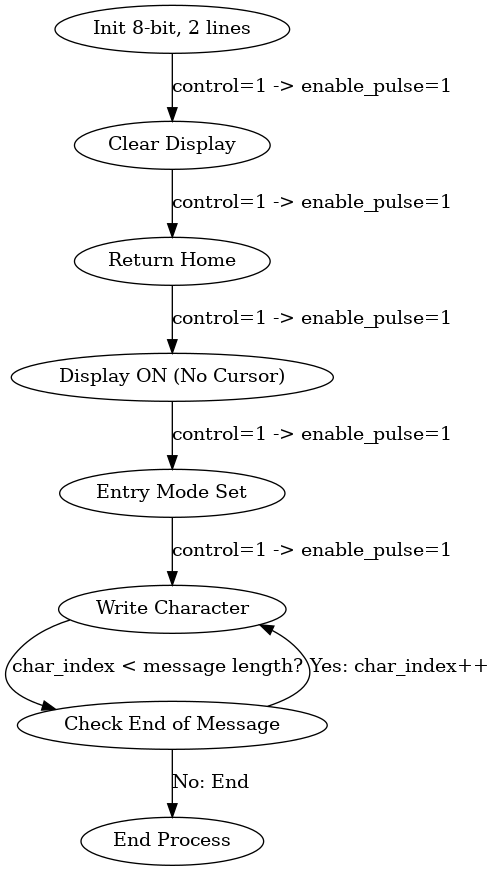 Init 8-bit, 2 lines
control=1 -> enable_pulse=1
Clear Display
control=1 -> enable_pulse=1
Return Home
control=1 -> enable_pulse=1
Display ON (No Cursor)
control=1 -> enable_pulse=1
Entry Mode Set
control=1 -> enable_pulse=1
Write Character
char_index < message length?
Yes: char_index++
Check End of Message
No: End
End Process